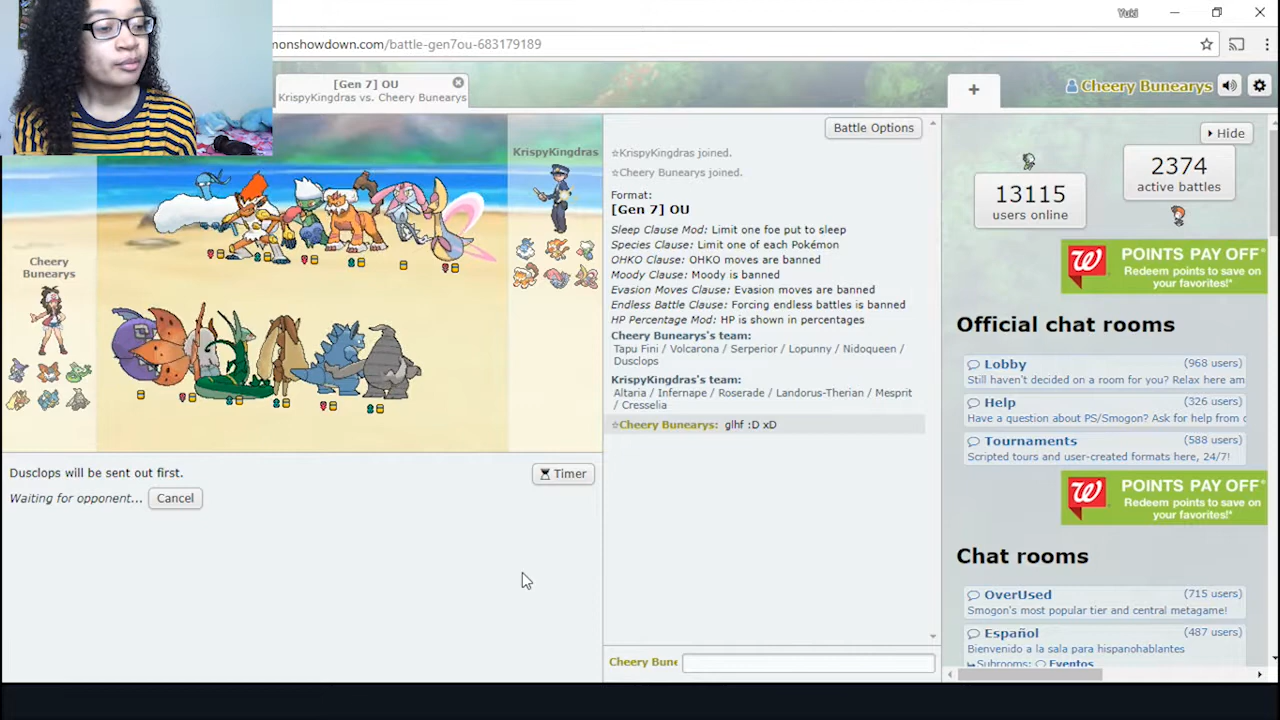 Yuki
monshowdown.com/battle-gen7ou-683179189
[Gen 7] OU
KrispyKingdras vs. Cheery Bunearys
+
Cheery Bunearys
KrispyKingdras
Cheery
Bunearys
Dusclops will be sent out first.
Timer
Waiting for opponent...
Cancel
Battle Options
☆KrispyKingdras joined.
☆Cheery Bunearys joined.
Format:
[Gen 7] OU
Sleep Clause Mod: Limit one foe put to sleep
Species Clause: Limit one of each Pokémon
OHKO Clause: OHKO moves are banned
Moody Clause: Moody is banned
Evasion Moves Clause: Evasion moves are banned
Endless Battle Clause: Forcing endless battles is banned
HP Percentage Mod: HP is shown in percentages
Cheery Bunearys's team:
Tapu Fini / Volcarona / Serperior / Lopunny / Nidoqueen /
Dusclops
KrispyKingdras's team:
Altaria / Infernape / Roserade / Landorus-Therian / Mesprit
/ Cresselia
☆Cheery Bunearys: glhf :D xD
Cheery Bune
Hide
13115
users online
2374
active battles
W
POINTS PAY OFF
Redeem points to save on
your favorites!*
Official chat rooms
Lobby (968 users)
Still haven't decided on a room for you? Relax here am
Help (326 users)
Have a question about PS/Smogon? Ask for help from c
Tournaments (588 users)
Scripted tours and user-created formats here, 24/7!
W
POINTS PAY OFF
Redeem points to save on
your favorites!*
Chat rooms
OverUsed (715 users)
Smogon's most popular tier and central metagame!
Español (487 users)
Bienvenido a la sala para hispanohablantes
Subrooms: Eventos